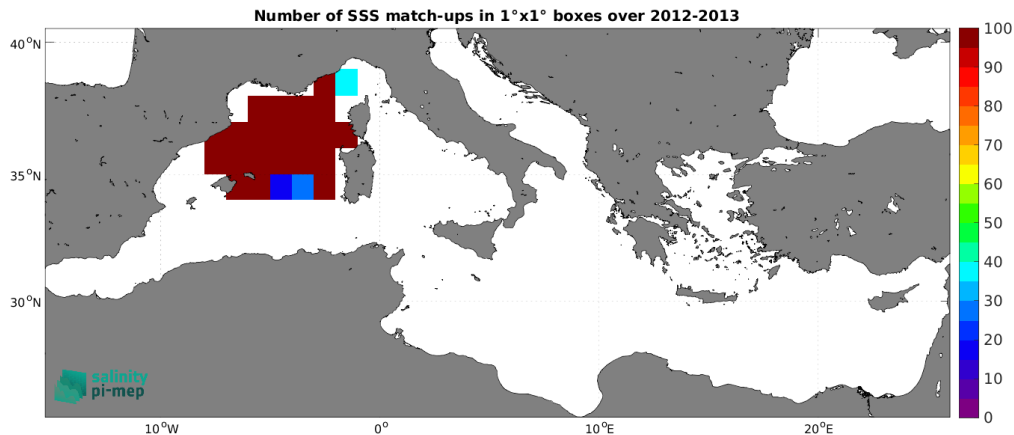 Number of SSS match-ups in 1°x1° boxes over 2012-2013
40°N
35°N
30°N
10°W
0°
10°E
20°E
100
90
80
70
60
50
40
30
20
10
0
salinity
pi-mep